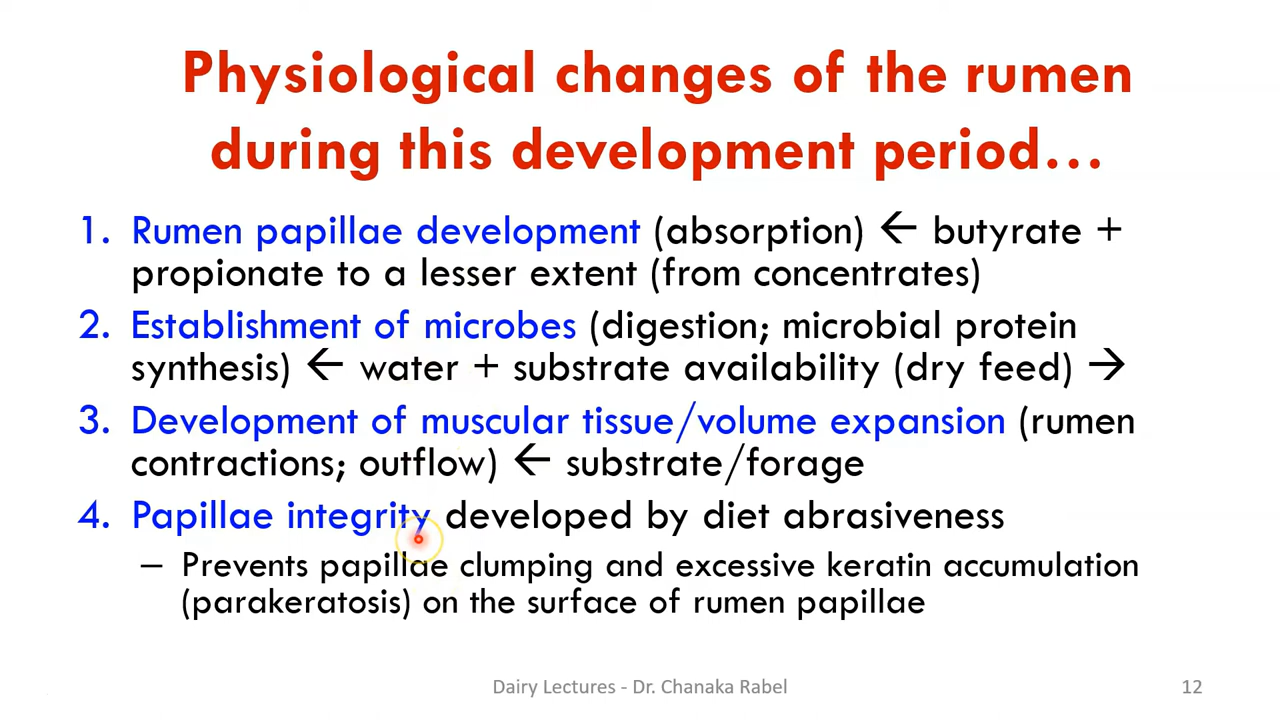 Physiological changes of the rumen
during this development period...
1. Rumen papillae development (absorption) ← butyrate +
propionate to a lesser extent (from concentrates)
2. Establishment of microbes (digestion; microbial protein
synthesis) ← water + substrate availability (dry feed) →
3. Development of muscular tissue/volume expansion (rumen
contractions; outflow) ← substrate/forage
4. Papillae integrity developed by diet abrasiveness
– Prevents papillae clumping and excessive keratin accumulation
(parakeratosis) on the surface of rumen papillae
Dairy Lectures - Dr. Chanaka Rabel
12